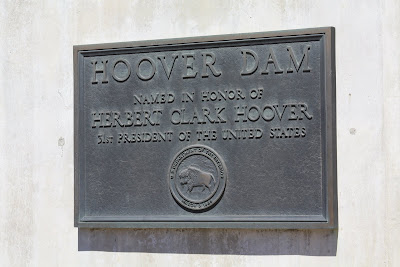 HOOVER DAM
NAMED IN HONOR OF
HERBERT CLARK HOOVER
31ST PRESIDENT OF THE UNITED STATES